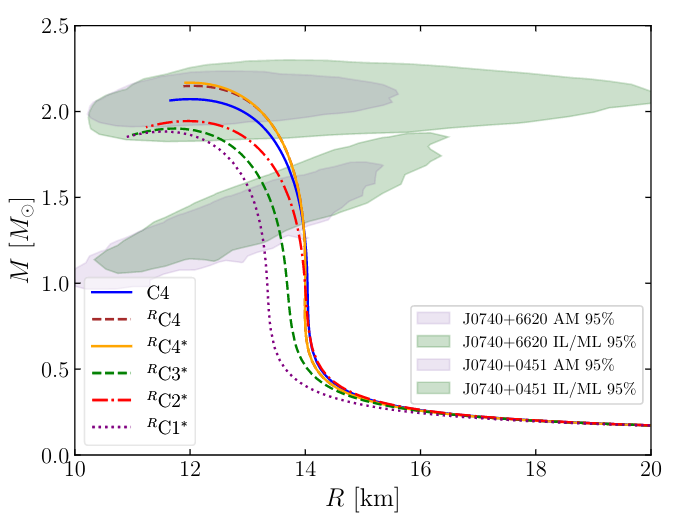 2.5
2.0
1.5
1.0
0.5
0.0
M [M⊙]
10 12 14 16 18 20
R [km]
C4
ᴿC4
ᴿC4*
ᴿC3*
ᴿC2*
ᴿC1*
J0740+6620 AM 95%
J0740+6620 IL/ML 95%
J0740+0451 AM 95%
J0740+0451 IL/ML 95%